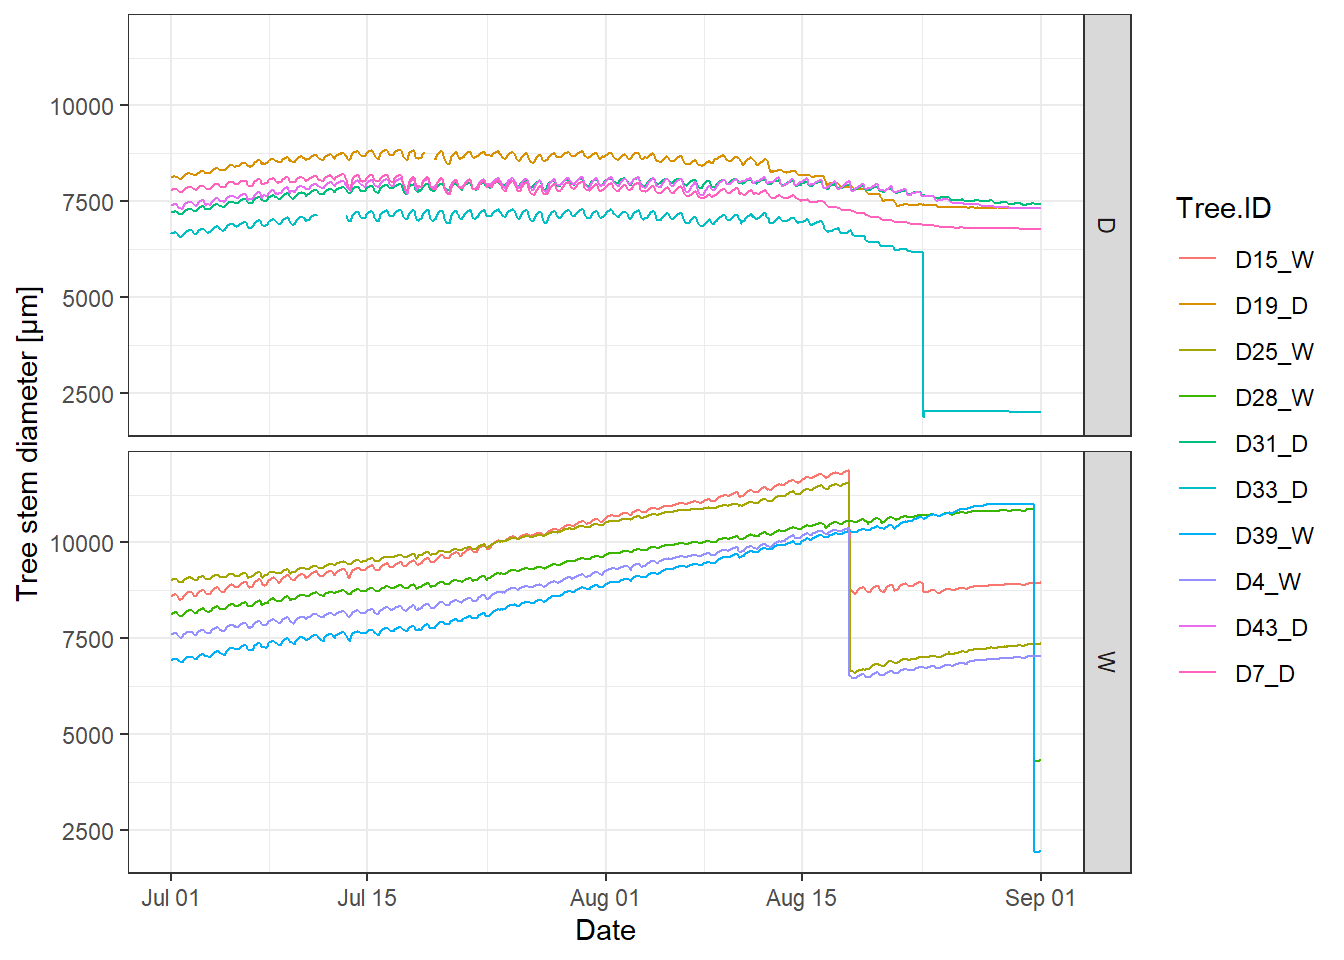 Tree stem diameter [µm]
10000
7500
5000
2500
D
10000
7500
5000
2500
W
Jul 01
Jul 15
Aug 01
Aug 15
Sep 01
Date
Tree.ID
D15_W
D19_D
D25_W
D28_W
D31_D
D33_D
D39_W
D4_W
D43_D
D7_D